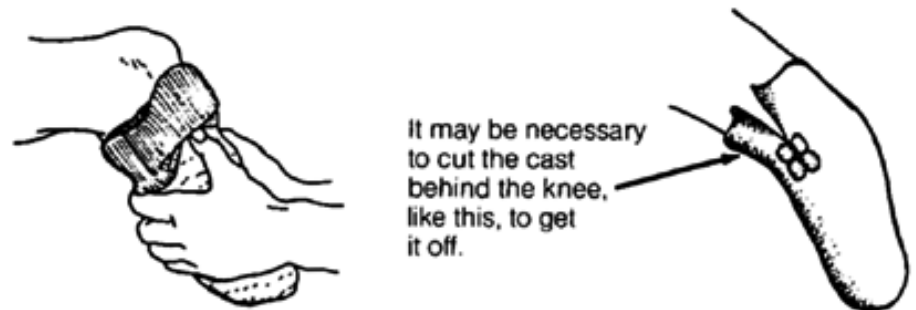 It may be necessary
to cut the cast
behind the knee,
like this, to get
it off.